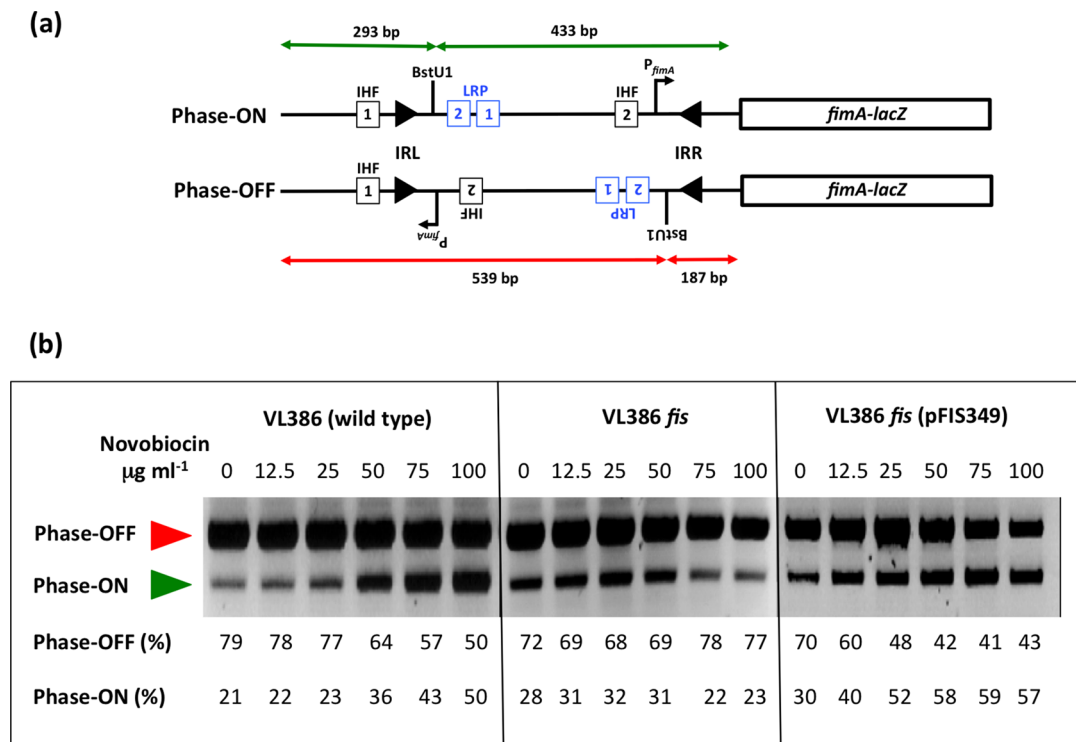 (a)
293 bp 433 bp
BstU1 P fimA
IHF LRP IHF
Phase-ON 1 2 1 2 fimA-lacZ
IRL IRR
IHF
Phase-OFF 1 2 1 2 fimA-lacZ
P fimA IHF LRP BstU1
539 bp 187 bp
(b)
VL386 (wild type) VL386 fis VL386 fis (pFIS349)
Novobiocin
µg ml-1 0 12.5 25 50 75 100 0 12.5 25 50 75 100 0 12.5 25 50 75 100
Phase-OFF
Phase-ON
Phase-OFF (%) 79 78 77 64 57 50 72 69 68 69 78 77 70 60 48 42 41 43
Phase-ON (%) 21 22 23 36 43 50 28 31 32 31 22 23 30 40 52 58 59 57